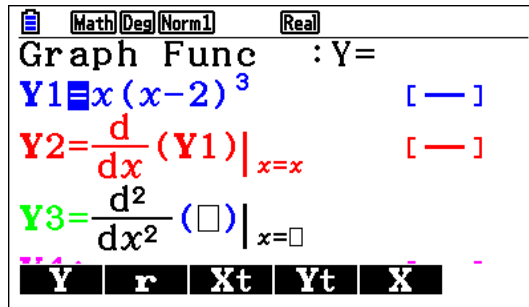 Math Deg Norm1 Real
Graph Func :Y=
Y1=x(x-2)³ [—]
Y2=d/dx(Y1)|x=x [—]
Y3=d²/dx²(□)|x=□
Y r Xt Yt X